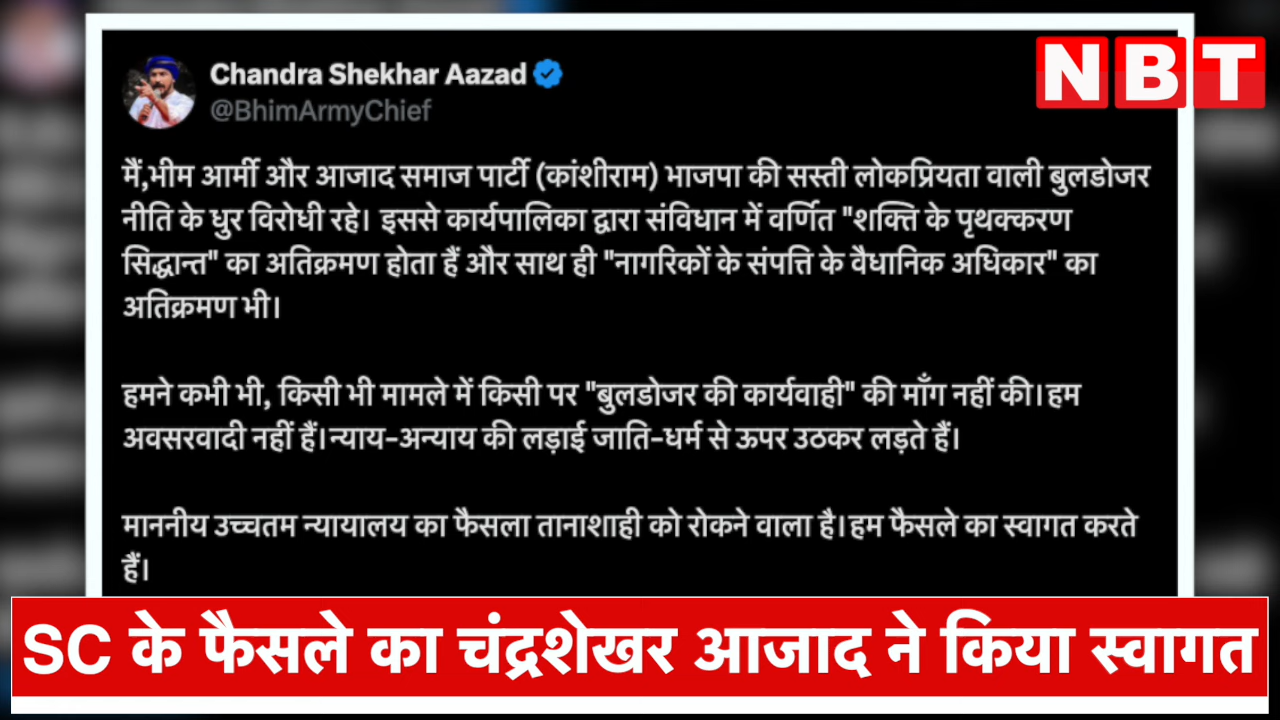 Chandra Shekhar Aazad
@BhimArmyChief
NBT
मैं,भीम आर्मी और आजाद समाज पार्टी (कांशीराम) भाजपा की सस्ती लोकप्रियता वाली बुलडोजर
नीति के धुर विरोधी रहे। इससे कार्यपालिका द्वारा संविधान में वर्णित "शक्ति के पृथक्करण
सिद्धान्त" का अतिक्रमण होता हैं और साथ ही "नागरिकों के संपत्ति के वैधानिक अधिकार" का
अतिक्रमण भी।
हमने कभी भी, किसी भी मामले में किसी पर "बुलडोजर की कार्यवाही" की माँग नहीं की।हम
अवसरवादी नहीं हैं।न्याय-अन्याय की लड़ाई जाति-धर्म से ऊपर उठकर लड़ते हैं।
माननीय उच्चतम न्यायालय का फैसला तानाशाही को रोकने वाला है।हम फैसले का स्वागत करते
हैं।
SC के फैसले का चंद्रशेखर आजाद ने किया स्वागत